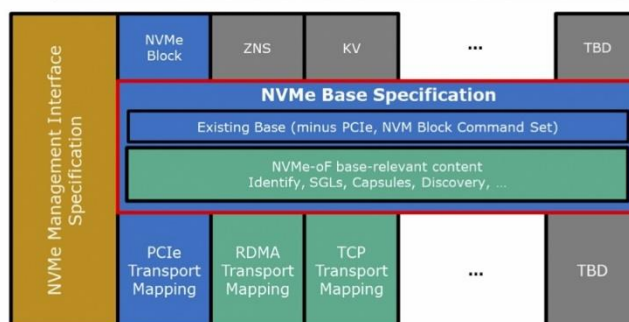 NVMe Management Interface
Specification
NVMe
Block
ZNS
KV
...
TBD
NVMe Base Specification
Existing Base (minus PCIe, NVM Block Command Set)
NVMe-oF base-relevant content
Identify, SGLs, Capsules, Discovery, ...
PCIe
Transport
Mapping
RDMA
Transport
Mapping
TCP
Transport
Mapping
...
TBD